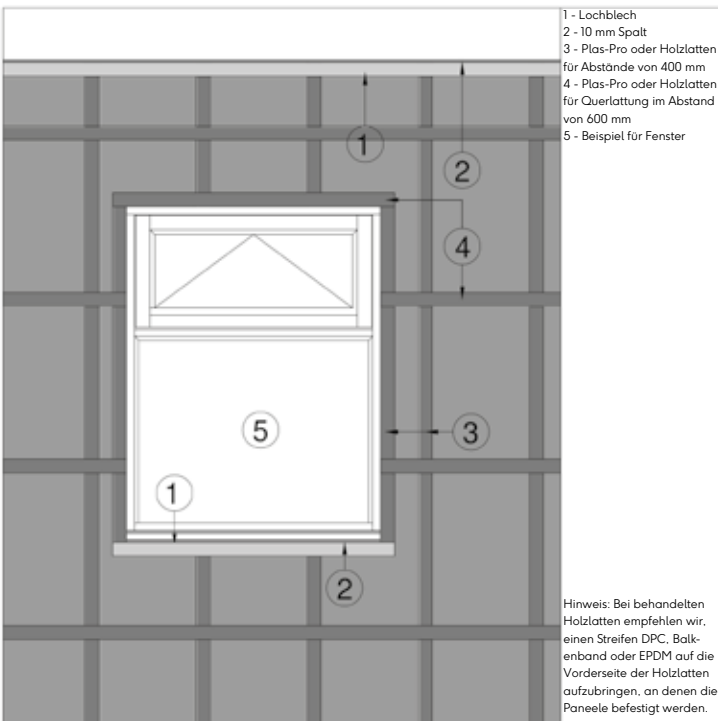 1 - Lochblech
2 - 10 mm Spalt
3 - Plas-Pro oder Holzlatten
für Abstände von 400 mm
4 - Plas-Pro oder Holzlatten
für Querlattung im Abstand
von 600 mm
5 - Beispiel für Fenster
1
2
4
3
5
1
2
Hinweis: Bei behandelten
Holzlatten empfehlen wir,
einen Streifen DPC, Balk-
enband oder EPDM auf die
Vorderseite der Holzlatten
aufzubringen, an denen die
Paneele befestigt werden.